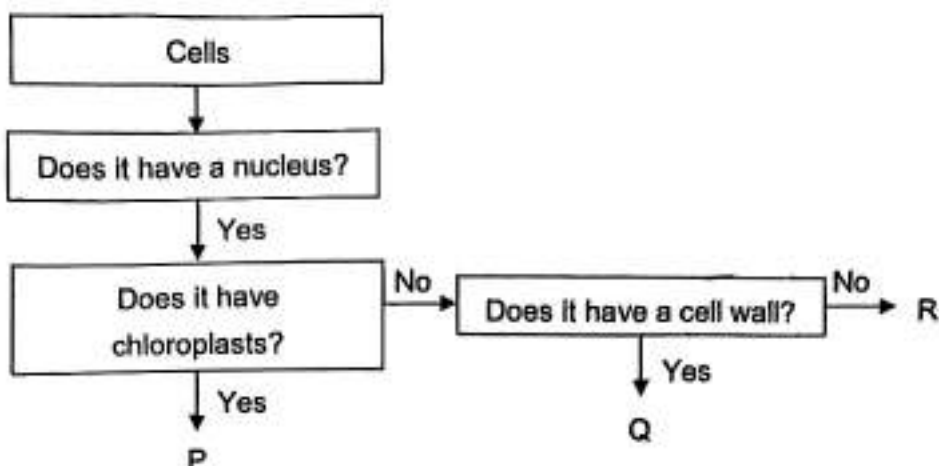 Cells
Does it have a nucleus?
Yes
Does it have
chloroplasts?
No
Does it have a cell wall?
No
R
Yes
Yes
Q
P